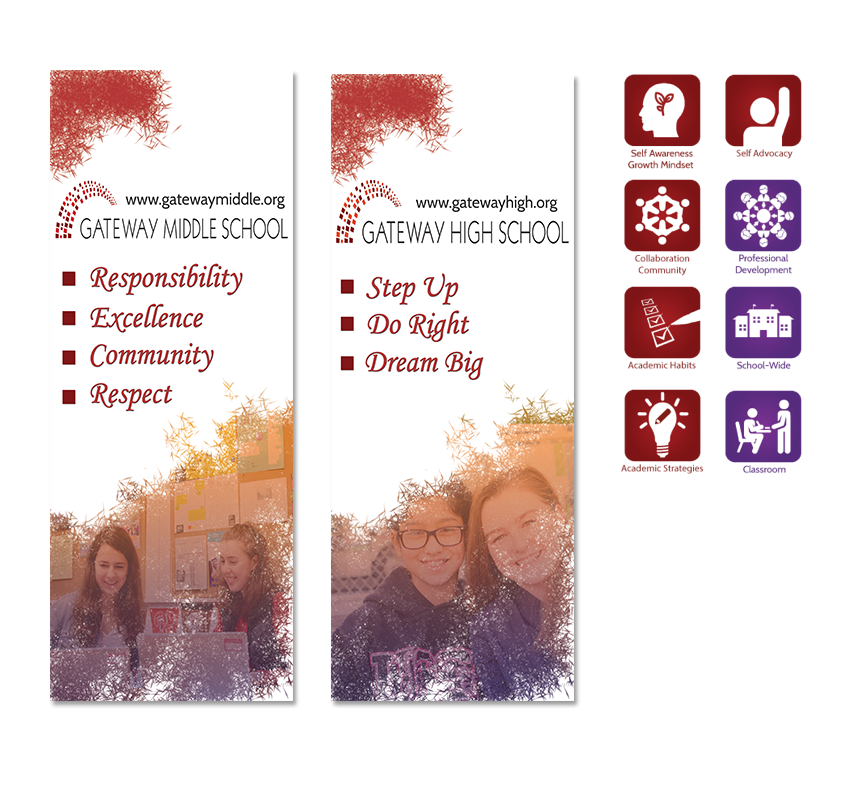 www.gatewaymiddle.org
GATEWAY MIDDLE SCHOOL
Responsibility
Excellence
Community
Respect
www.gatewayhigh.org
GATEWAY HIGH SCHOOL
Step Up
Do Right
Dream Big
Self Awareness
Growth Mindset
Self Advocacy
Collaboration
Community
Professional
Development
Academic Habits
School-Wide
Academic Strategies
Classroom